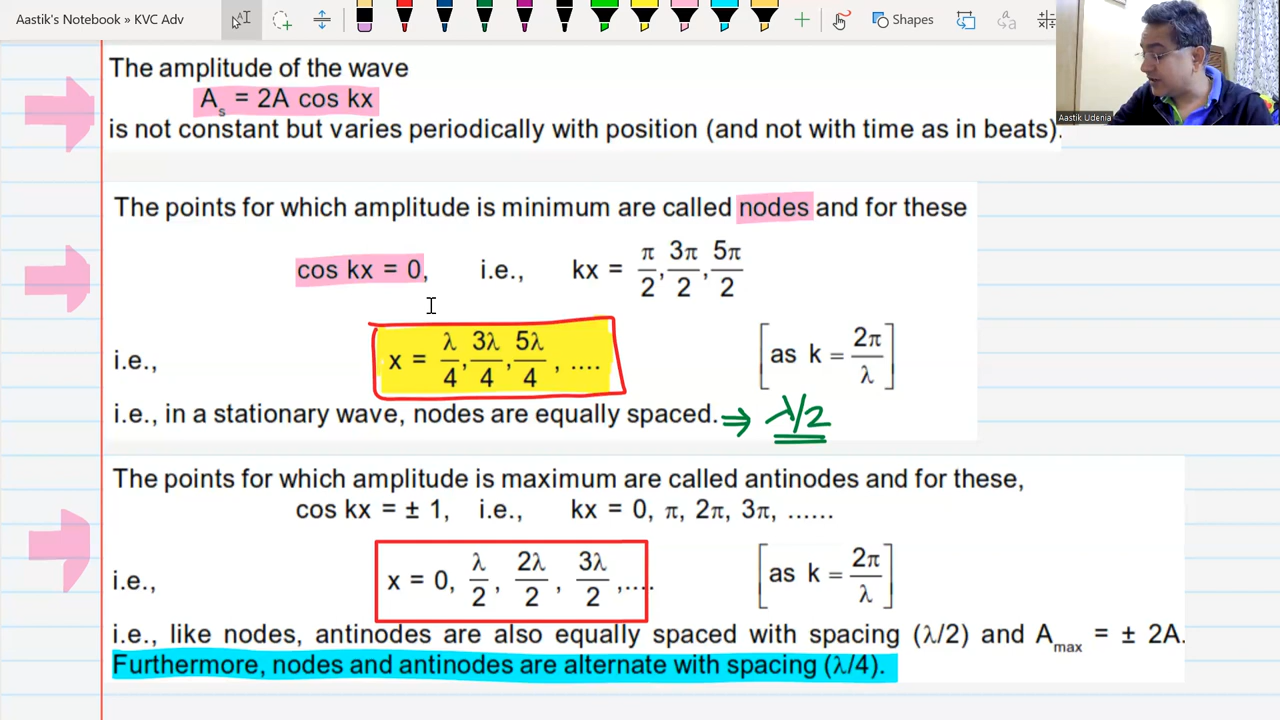 Aastik's Notebook » KVC Adv
Shapes
Aastik Udenia
The amplitude of the wave
Aₛ = 2A cos kx
is not constant but varies periodically with position (and not with time as in beats).
The points for which amplitude is minimum are called nodes and for these
cos kx = 0, i.e., kx = π/2, 3π/2, 5π/2
i.e., x = λ/4, 3λ/4, 5λ/4, .... [as k = 2π/λ]
i.e., in a stationary wave, nodes are equally spaced. ⇒ λ/2
The points for which amplitude is maximum are called antinodes and for these,
cos kx = ± 1, i.e., kx = 0, π, 2π, 3π, ......
i.e., x = 0, λ/2, 2λ/2, 3λ/2, .... [as k = 2π/λ]
i.e., like nodes, antinodes are also equally spaced with spacing (λ/2) and Aₘₐₓ = ± 2A.
Furthermore, nodes and antinodes are alternate with spacing (λ/4).